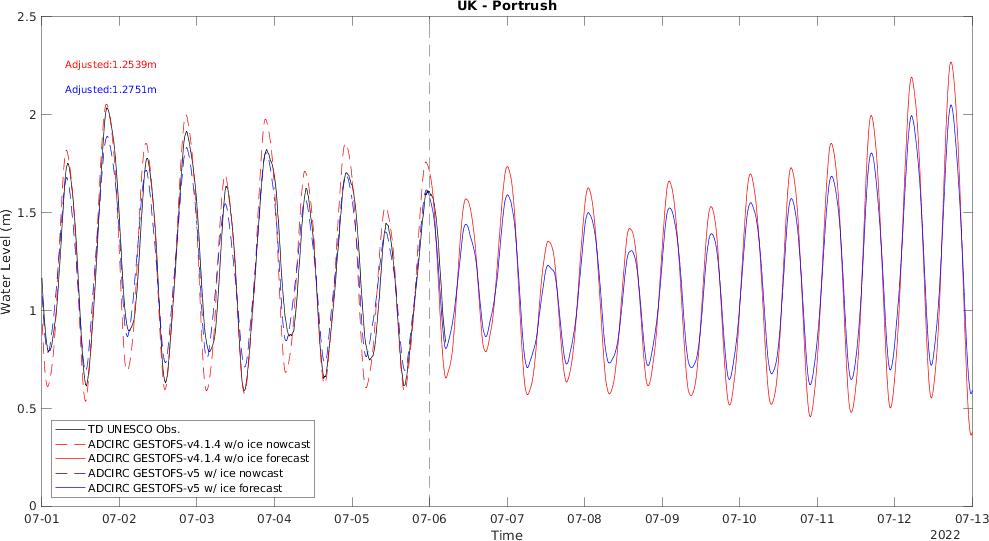 UK - Portrush
2.5
2
1.5
1
0.5
0
Water Level (m)
Adjusted:1.2539m
Adjusted:1.2751m
TD UNESCO Obs.
ADCIRC GESTOFS-v4.1.4 w/o ice nowcast
ADCIRC GESTOFS-v4.1.4 w/o ice forecast
ADCIRC GESTOFS-v5 w/ ice nowcast
ADCIRC GESTOFS-v5 w/ ice forecast
07-01 07-02 07-03 07-04 07-05 07-06 07-07 07-08 07-09 07-10 07-11 07-12 07-13
Time
2022